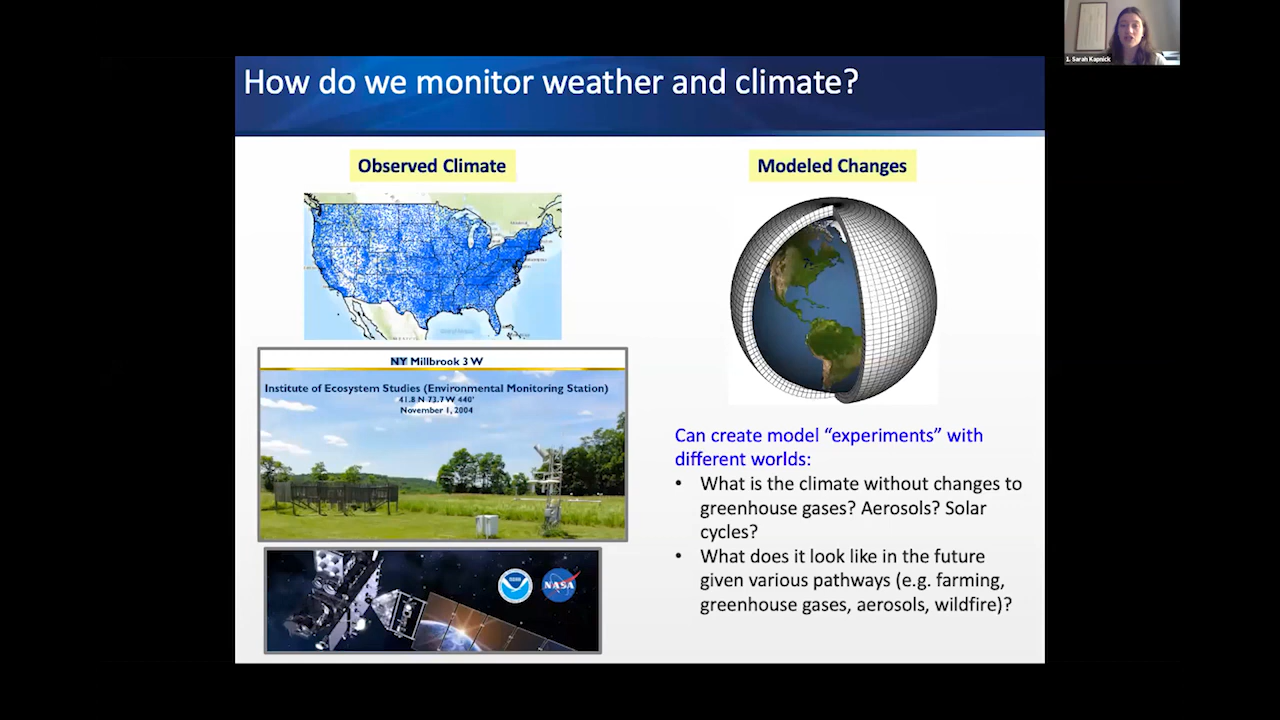 1. Sarah Kapnick
How do we monitor weather and climate?
Observed Climate
NY Millbrook 3 W
Institute of Ecosystem Studies (Environmental Monitoring Station)
41.8 N 73.7 W 440'
November 1, 2004
NASA
Modeled Changes
Can create model “experiments” with
different worlds:
• What is the climate without changes to
greenhouse gases? Aerosols? Solar
cycles?
• What does it look like in the future
given various pathways (e.g. farming,
greenhouse gases, aerosols, wildfire)?